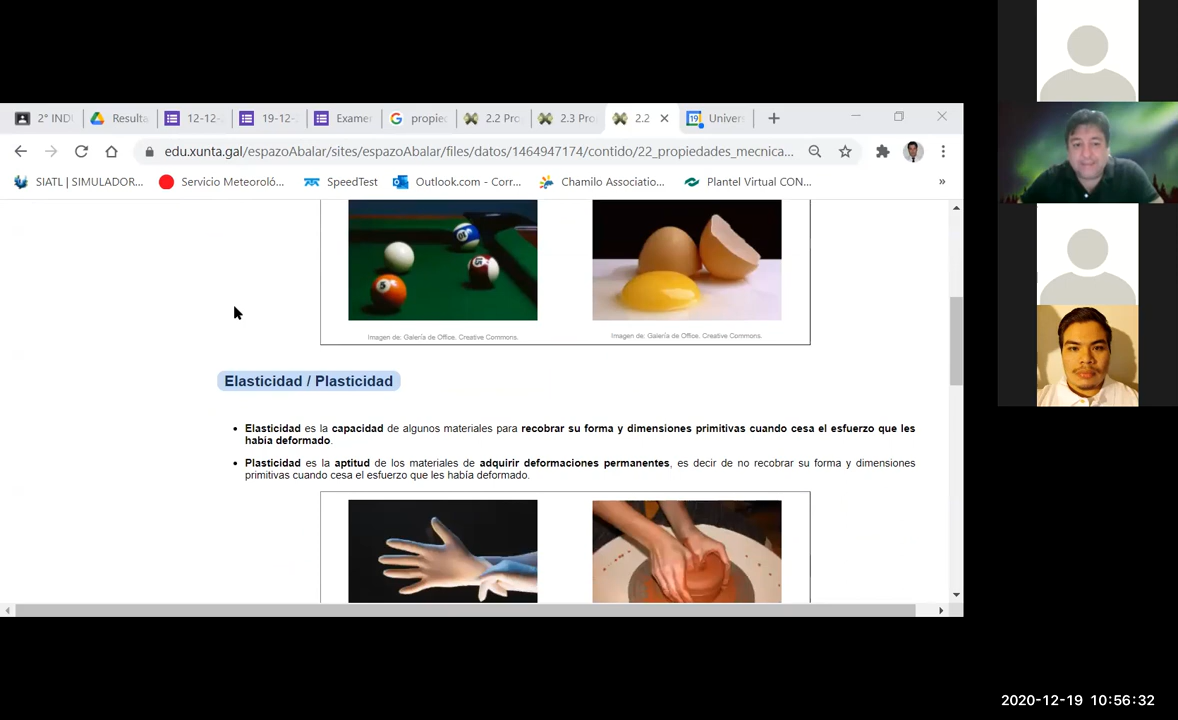 2° IND
Resulta
12-12-
19-12-
Examen
propie
2.2 Pro
2.3 Pro
2.2
19
Univers
edu.xunta.gal/espazoAbalar/sites/espazoAbalar/files/datos/1464947174/contido/22_propiedades_mecnica...
SIATL | SIMULADOR...
Servicio Meteoroló...
SpeedTest
Outlook.com - Corr...
Chamilo Associatio...
Plantel Virtual CON...
»
5
Imagen de: Galería de Office. Creative Commons.
Imagen de: Galería de Office. Creative Commons.
Elasticidad / Plasticidad
• Elasticidad es la capacidad de algunos materiales para recobrar su forma y dimensiones primitivas cuando cesa el esfuerzo que les
había deformado.
• Plasticidad es la aptitud de los materiales de adquirir deformaciones permanentes, es decir de no recobrar su forma y dimensiones
primitivas cuando cesa el esfuerzo que les había deformado.
2020-12-19 10:56:32